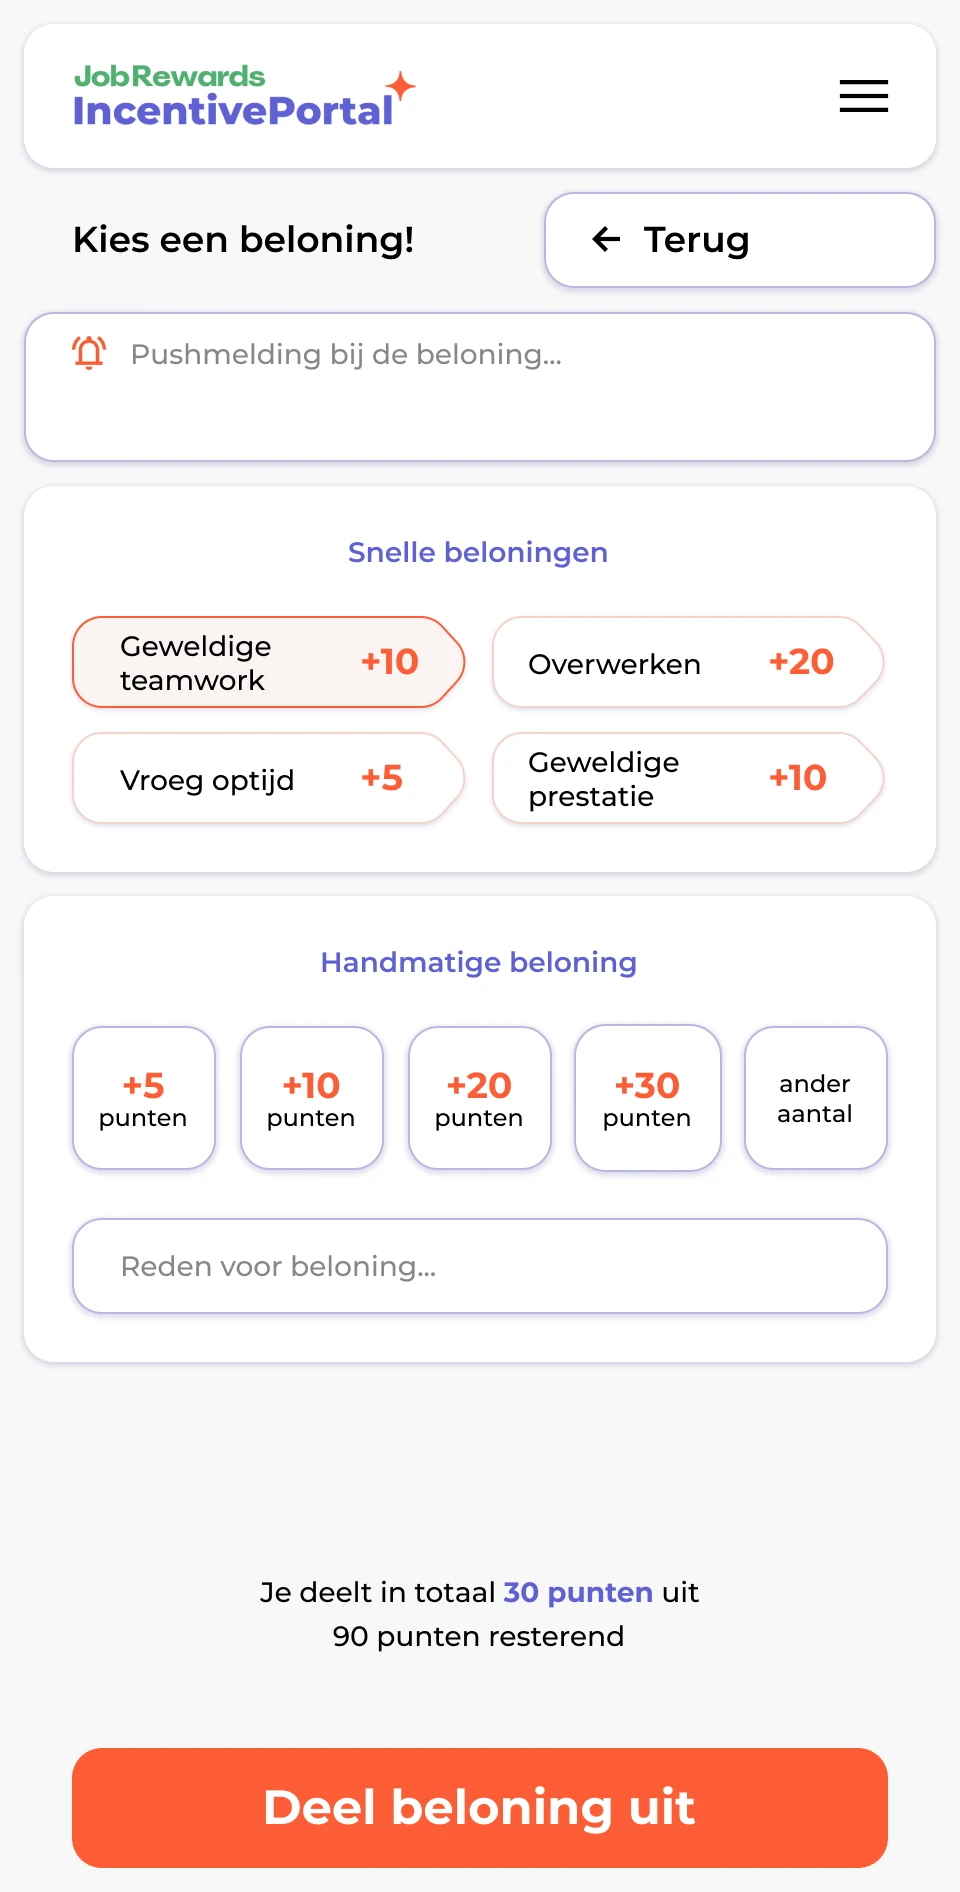 JobRewards
IncentivePortal
Kies een beloning!
Terug
Pushmelding bij de beloning...
Snelle beloningen
Geweldige
teamwork
+10
Overwerken
+20
Vroeg optijd
+5
Geweldige
prestatie
+10
Handmatige beloning
+5
punten
+10
punten
+20
punten
+30
punten
ander
aantal
Reden voor beloning...
Je deelt in totaal 30 punten uit
90 punten resterend
Deel beloning uit